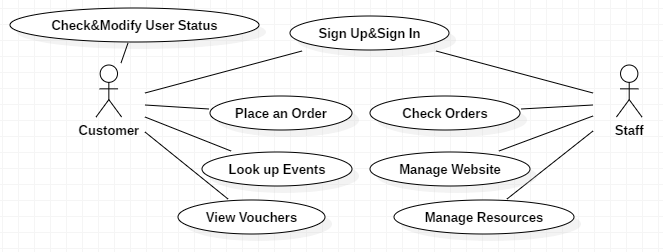 Check&Modify User Status
Sign Up&Sign In
Place an Order
Check Orders
Customer
Staff
Look up Events
Manage Website
View Vouchers
Manage Resources